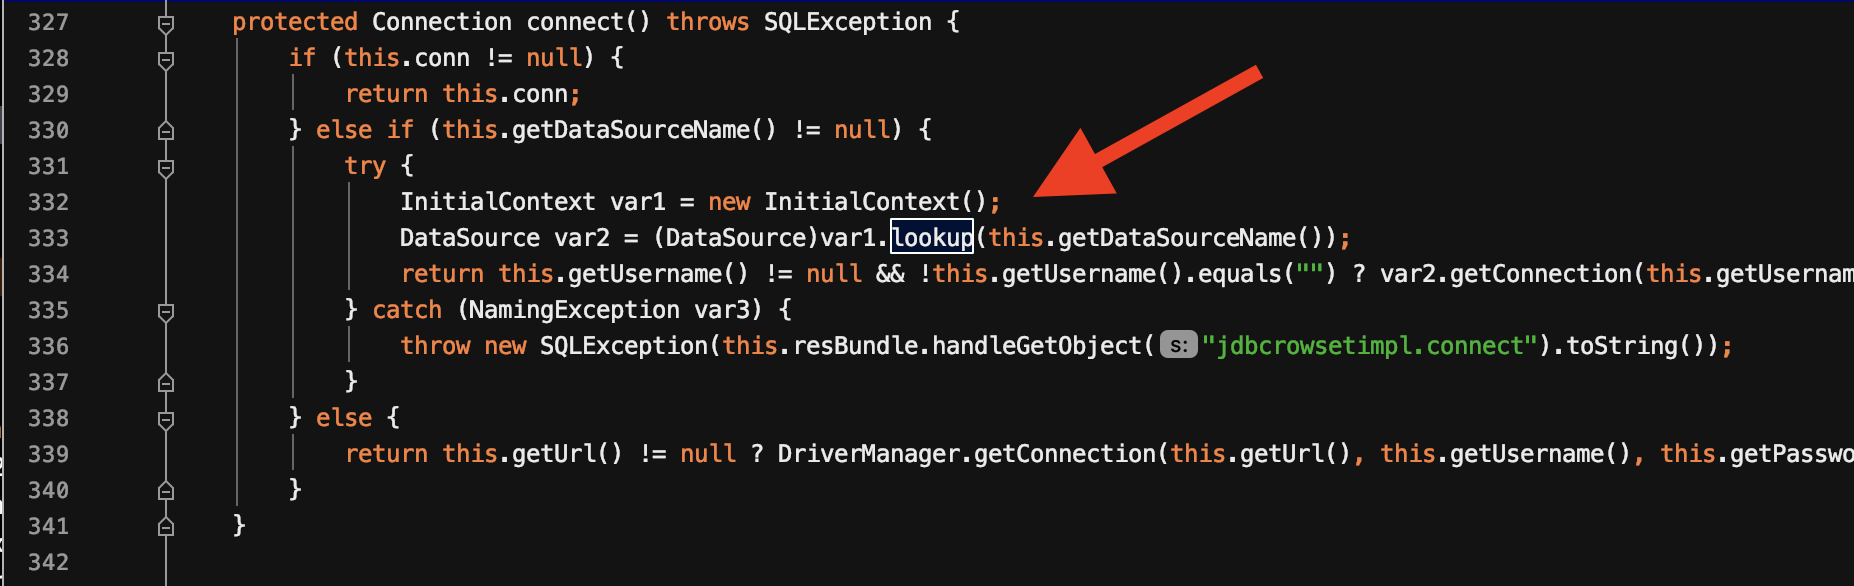 327 protected Connection connect() throws SQLException {
328 if (this.conn != null) {
329 return this.conn;
330 } else if (this.getDataSourceName() != null) {
331 try {
332 InitialContext var1 = new InitialContext();
333 DataSource var2 = (DataSource)var1.lookup(this.getDataSourceName());
334 return this.getUsername() != null && !this.getUsername().equals("") ? var2.getConnection(this.getUsernam
335 } catch (NamingException var3) {
336 throw new SQLException(this.resBundle.handleGetObject( s: "jdbcrowsetimpl.connect").toString());
337 }
338 } else {
339 return this.getUrl() != null ? DriverManager.getConnection(this.getUrl(), this.getUsername(), this.getPasswo
340 }
341 }
342